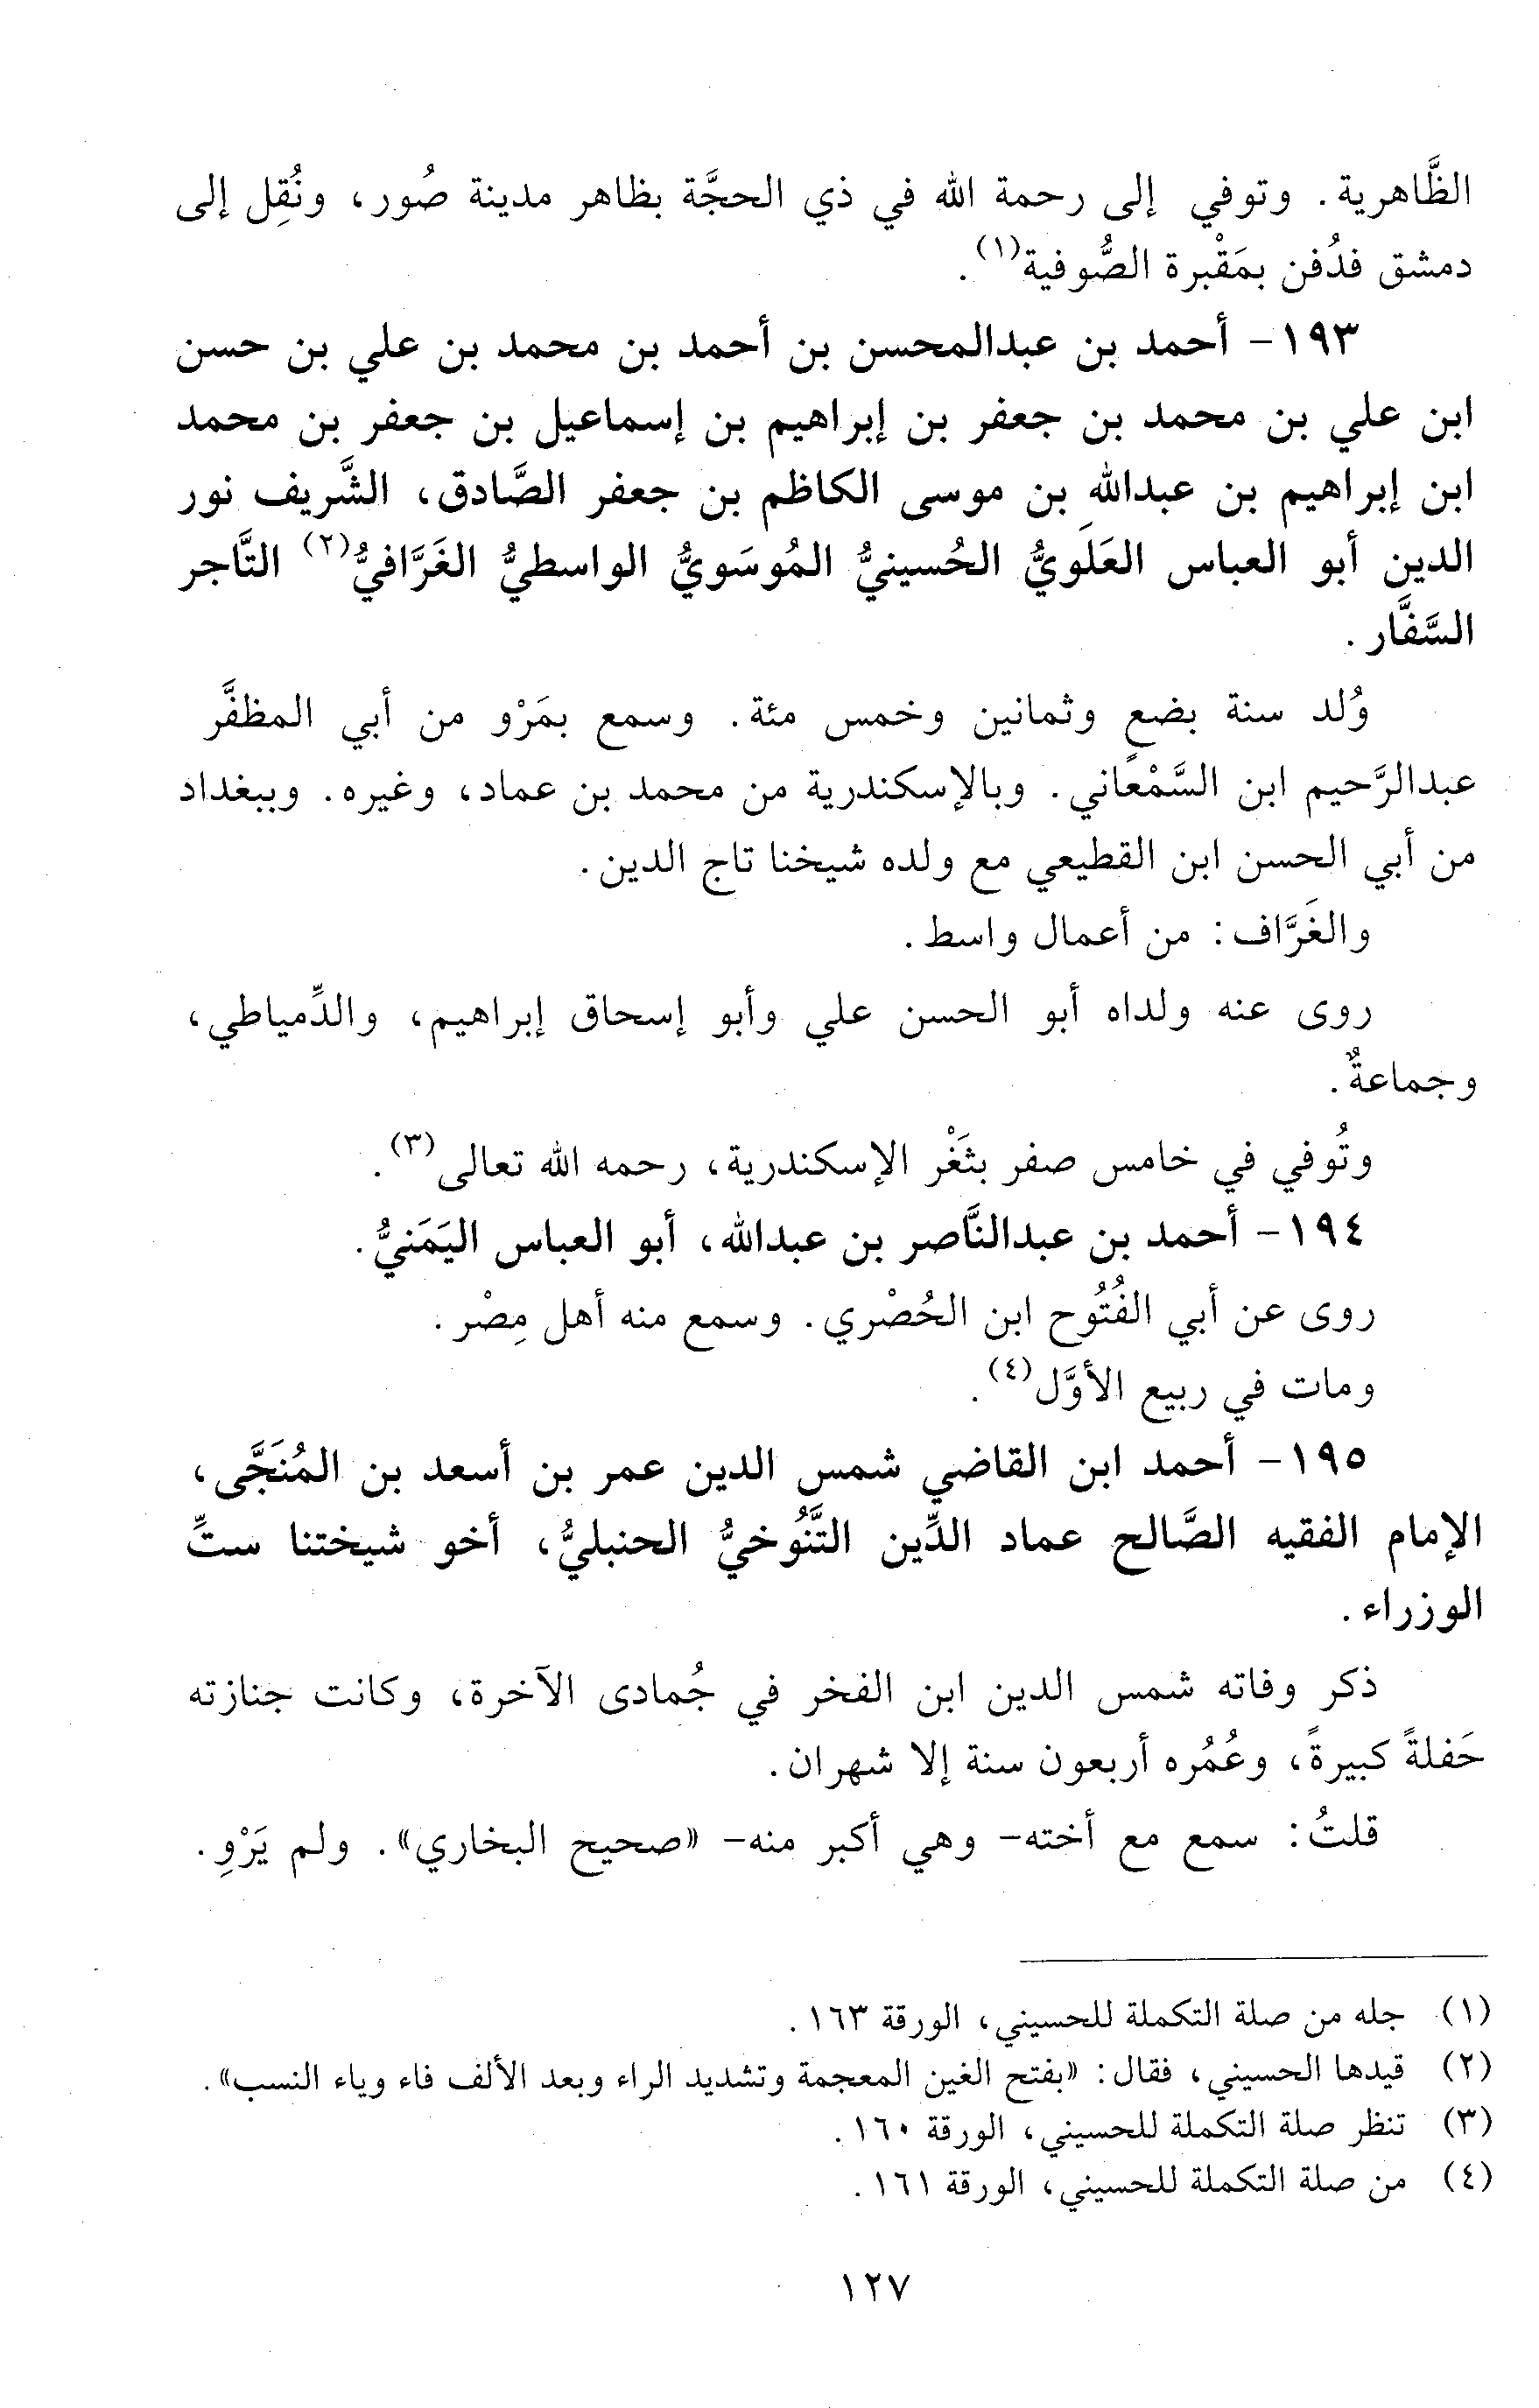 الظَّاهرية. وتوفي إلى رحمة الله في ذي الحجَّة بظاهر مدينة صُور، ونُقِل إلى
دمشق فدُفن بمَقْبرة الصُّوفية(١).
١٩٣- أحمد بن عبدالمحسن بن أحمد بن محمد بن علي بن حسن
ابن علي بن محمد بن جعفر بن إبراهيم بن إسماعيل بن جعفر بن محمد
ابن إبراهيم بن عبدالله بن موسى الكاظم بن جعفر الصَّادق، الشَّريف نور
الدين أبو العباس العَلَويُّ الحُسينيُّ المُوسَويُّ الواسطيُّ الغَرَّافيُّ(٢) التَّاجر
السَّفَّار.
وُلد سنة بضعٍ وثمانين وخمس مئة. وسمع بمَرْو من أبي المظفَّر
عبدالرَّحيم ابن السَّمْعاني. وبالإسكندرية من محمد بن عماد، وغيره. وببغداد
من أبي الحسن ابن القطيعي مع ولده شيخنا تاج الدين.
والغَرَّاف: من أعمال واسط.
روى عنه ولداه أبو الحسن علي وأبو إسحاق إبراهيم، والدِّمياطي،
وجماعةٌ.
وتُوفي في خامس صفر بثَغْر الإسكندرية، رحمه الله تعالى(٣).
١٩٤- أحمد بن عبدالنَّاصر بن عبدالله، أبو العباس اليَمَنيُّ.
روى عن أبي الفُتُوح ابن الحُصْري. وسمع منه أهل مِصْر.
ومات في ربيع الأوَّل(٤).
١٩٥- أحمد ابن القاضي شمس الدين عمر بن أسعد بن المُنَجَّى،
الإمام الفقيه الصَّالح عماد الدِّين التَّنُوخيُّ الحنبليُّ، أخو شيختنا ستِّ
الوزراء.
ذكر وفاته شمس الدين ابن الفخر في جُمادى الآخرة، وكانت جنازته
حَفلةً كبيرةً، وعُمُره أربعون سنة إلا شهران.
قلتُ: سمع مع أخته- وهي أكبر منه- «صحيح البخاري». ولم يَرْوِ.
(١) جله من صلة التكملة للحسيني، الورقة ١٦٣.
(٢) قيدها الحسيني، فقال: «بفتح الغين المعجمة وتشديد الراء وبعد الألف فاء وياء النسب».
(٣) تنظر صلة التكملة للحسيني، الورقة ١٦٠.
(٤) من صلة التكملة للحسيني، الورقة ١٦١.
١٢٧